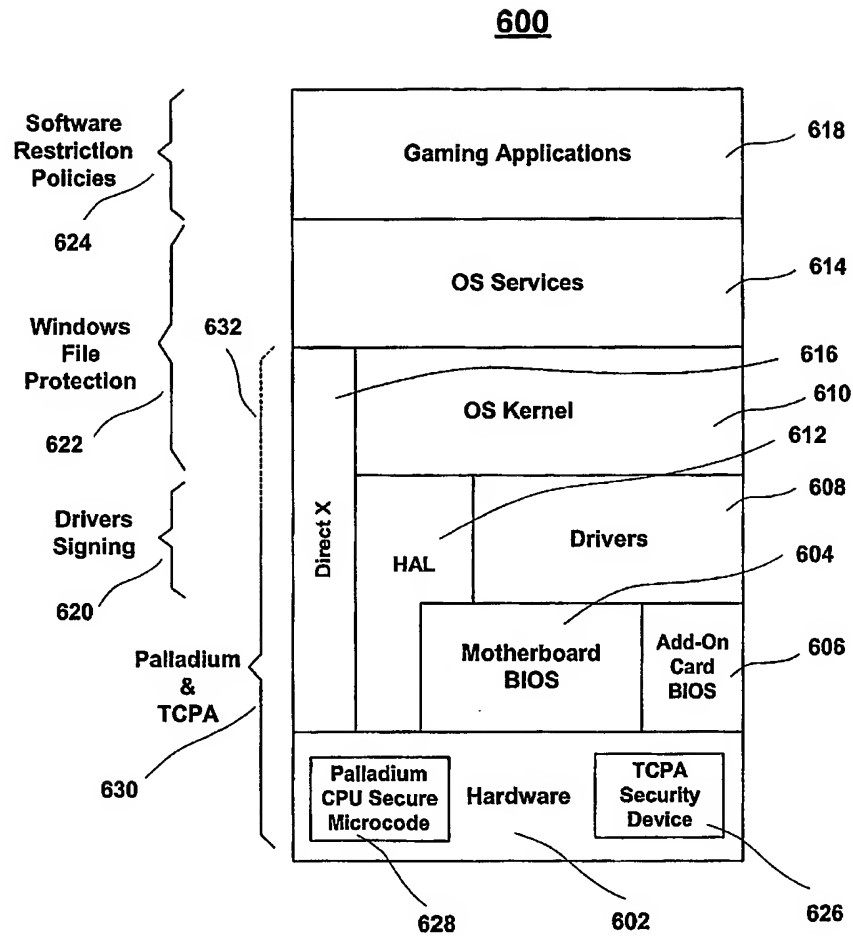 600
Software
Restriction
Policies
624
Gaming Applications
618
OS Services
614
Windows
File
Protection
622
632
616
OS Kernel
610
612
Drivers
Signing
620
Direct X
HAL
Drivers
608
604
Motherboard
BIOS
Add-On
Card
BIOS
606
Palladium
&
TCPA
630
Palladium
CPU Secure
Microcode
Hardware
TCPA
Security
Device
628
602
626